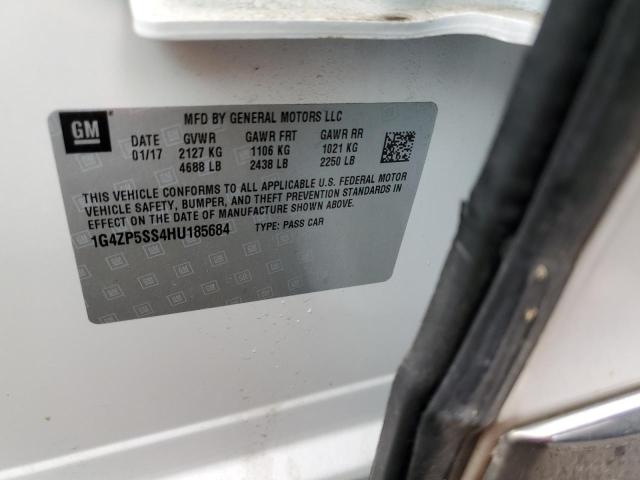 GM
MFD BY GENERAL MOTORS LLC
DATE GVWR GAWR FRT GAWR RR
01/17 2127 KG 1106 KG 1021 KG
4688 LB 2438 LB 2250 LB
THIS VEHICLE CONFORMS TO ALL APPLICABLE U.S. FEDERAL MOTOR
VEHICLE SAFETY, BUMPER, AND THEFT PREVENTION STANDARDS IN
EFFECT ON THE DATE OF MANUFACTURE SHOWN ABOVE.
1G4ZP5SS4HU185684 TYPE: PASS CAR